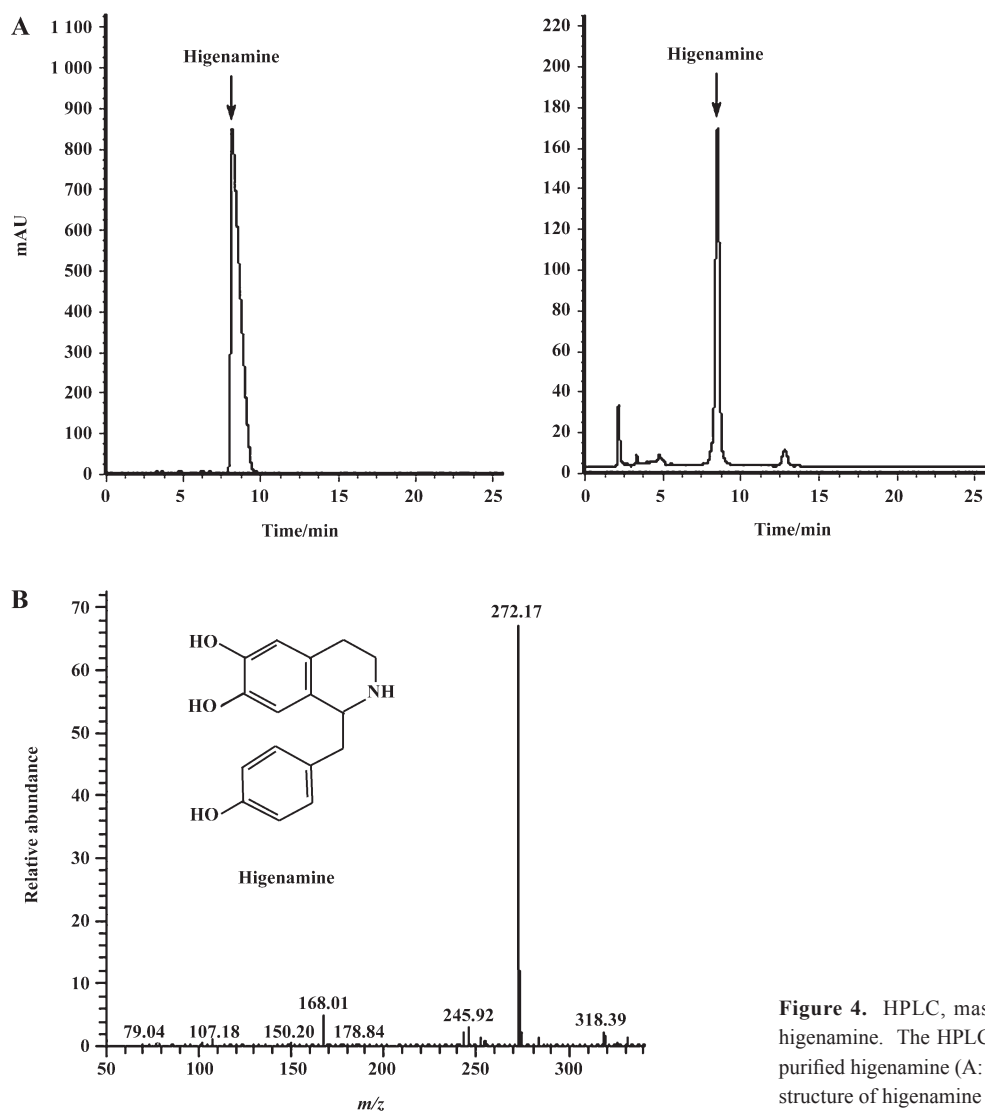 A
Higenamine
1 100
1 000
900
800
700
600
500
400
300
200
100
0
mAU
0 5 10 15 20 25
Time/min
Higenamine
220
200
180
160
140
120
100
80
60
40
20
0
0 5 10 15 20 25
Time/min
B
70
60
50
40
30
20
10
0
Relative abundance
272.17
HO
HO
NH
HO
Higenamine
79.04
107.18
150.20
168.01
178.84
245.92
318.39
50 100 150 200 250 300
m/z
Figure 4. HPLC, mas
higenamine. The HPLC
purified higenamine (A:
structure of higenamine